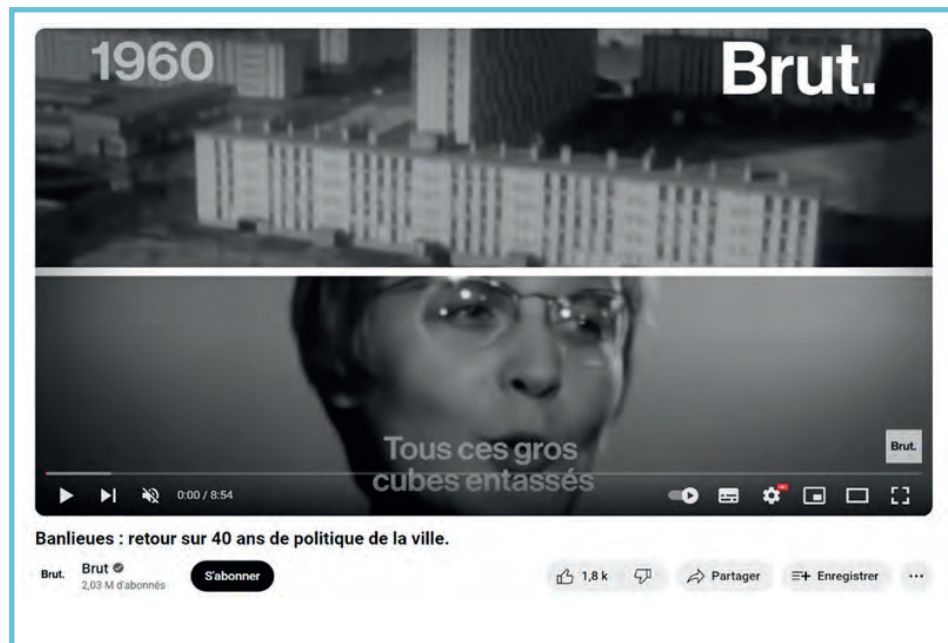 1960
Brut.
Tous ces gros
cubes entassés
Brut.
0:00 / 8:54
Banlieues : retour sur 40 ans de politique de la ville.
Brut.
Brut
2,03 M d'abonnés
S'abonner
1,8 k
Partager
Enregistrer